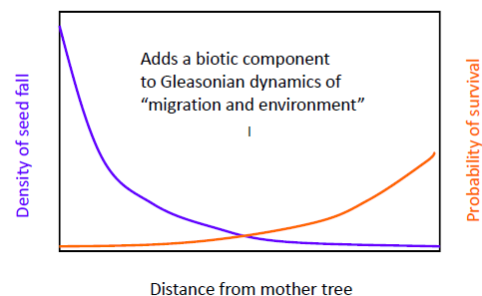 Adds a biotic component
to Gleasonian dynamics of
“migration and environment”
Density of seed fall
Probability of survival
Distance from mother tree